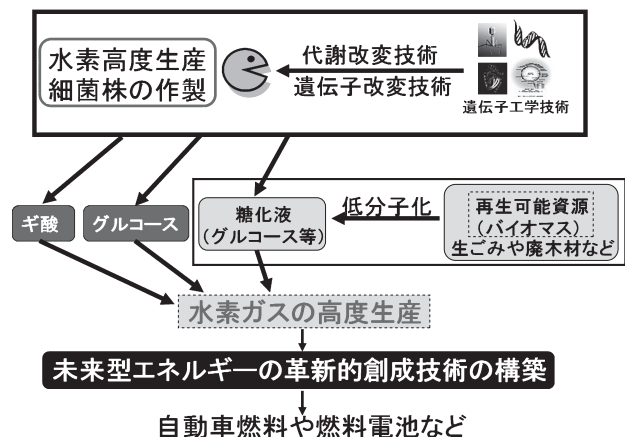 水素高度生産
細菌株の作製
代謝改変技術
遺伝子改変技術
遺伝子工学技術
ギ酸
グルコース
糖化液
(グルコース等)
低分子化
再生可能資源
(バイオマス)
生ごみや廃木材など
水素ガスの高度生産
未来型エネルギーの革新的創成技術の構築
自動車燃料や燃料電池など